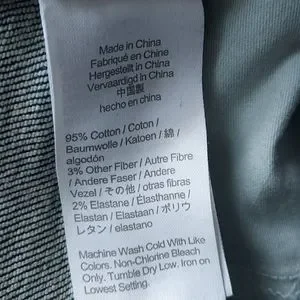 Made in China
Fabriqué en Chine
Hergestellt in China
Vervaardigd in China
中国製
hecho en china
95% Cotton / Coton /
Baumwolle / Katoen / 綿 /
algodón
3% Other Fiber / Autre Fibre
/ Andere Faser / Andere
Vezel / その他 / otras fibras
2% Elastane / Élasthanne /
Elastan / Elastaan / ポリウ
レタン / elastano
Machine Wash Cold With Like
Colors. Non-Chlorine Bleach
Only. Tumble Dry Low. Iron on
Lowest Setting.